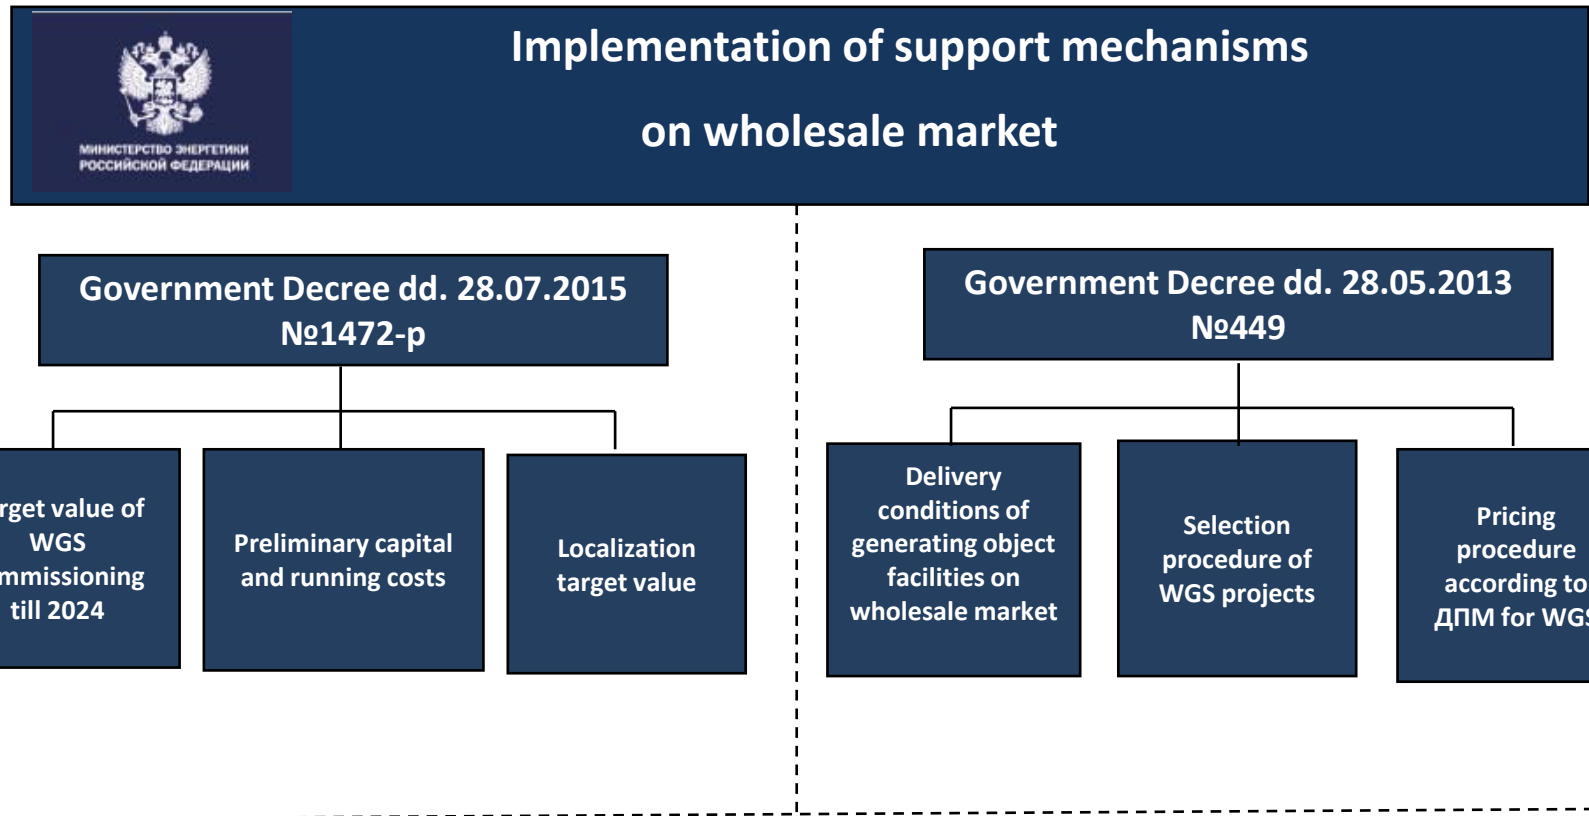 Implementation of support mechanisms
on wholesale market
МИНИСТЕРСТВО ЭНЕРГЕТИКИ
РОССИЙСКОЙ ФЕДЕРАЦИИ
Government Decree dd. 28.07.2015
№1472-р
Government Decree dd. 28.05.2013
№449
rget value of
WGS
mmissioning
till 2024
Preliminary capital
and running costs
Localization
target value
Delivery
conditions of
generating object
facilities on
wholesale market
Selection
procedure of
WGS projects
Pricing
procedure
according to
ДПМ for WGS